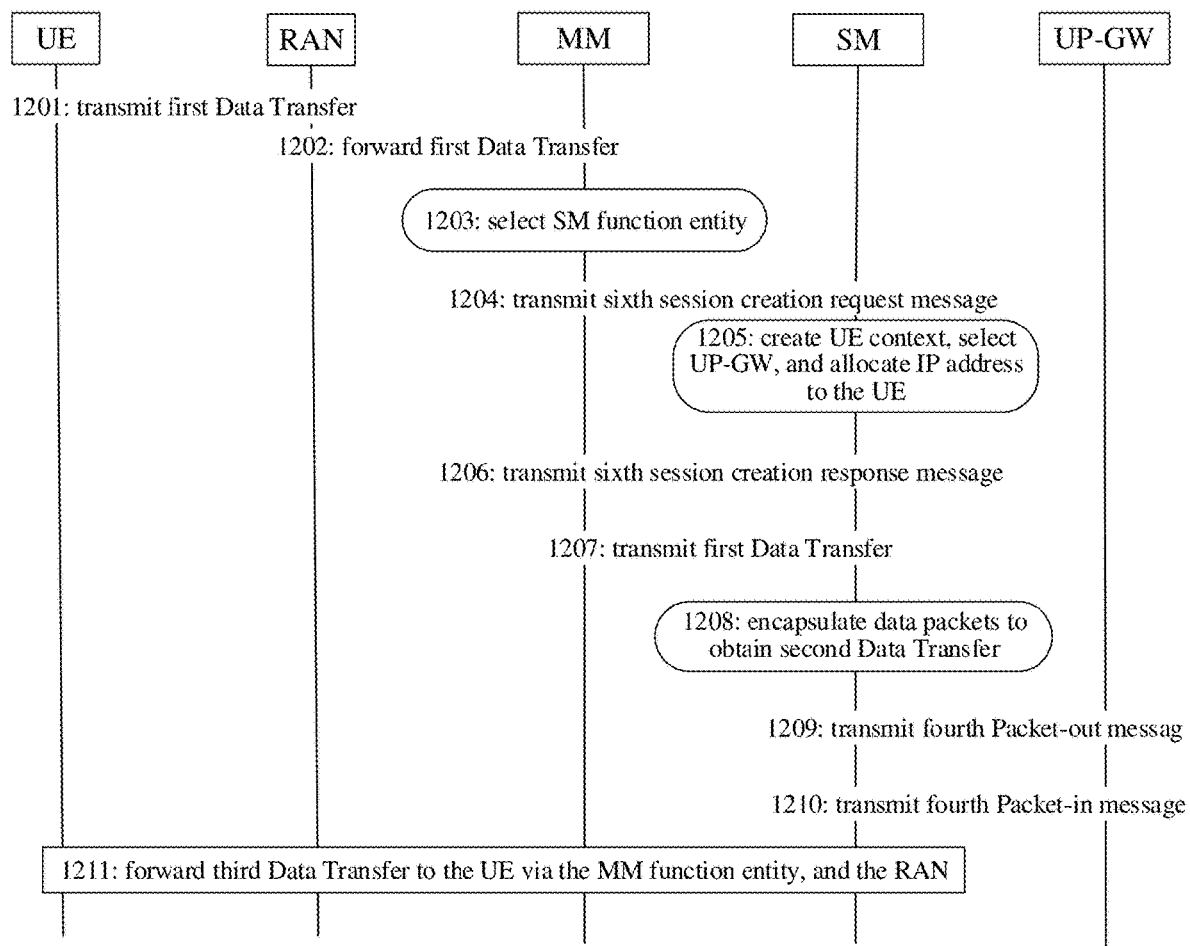 UE RAN MM SM UP-GW
1201: transmit first Data Transfer
1202: forward first Data Transfer
1203: select SM function entity
1204: transmit sixth session creation request message
1205: create UE context, select
UP-GW, and allocate IP address
to the UE
1206: transmit sixth session creation response message
1207: transmit first Data Transfer
1208: encapsulate data packets to
obtain second Data Transfer
1209: transmit fourth Packet-out messag
1210: transmit fourth Packet-in message
1211: forward third Data Transfer to the UE via the MM function entity, and the RAN